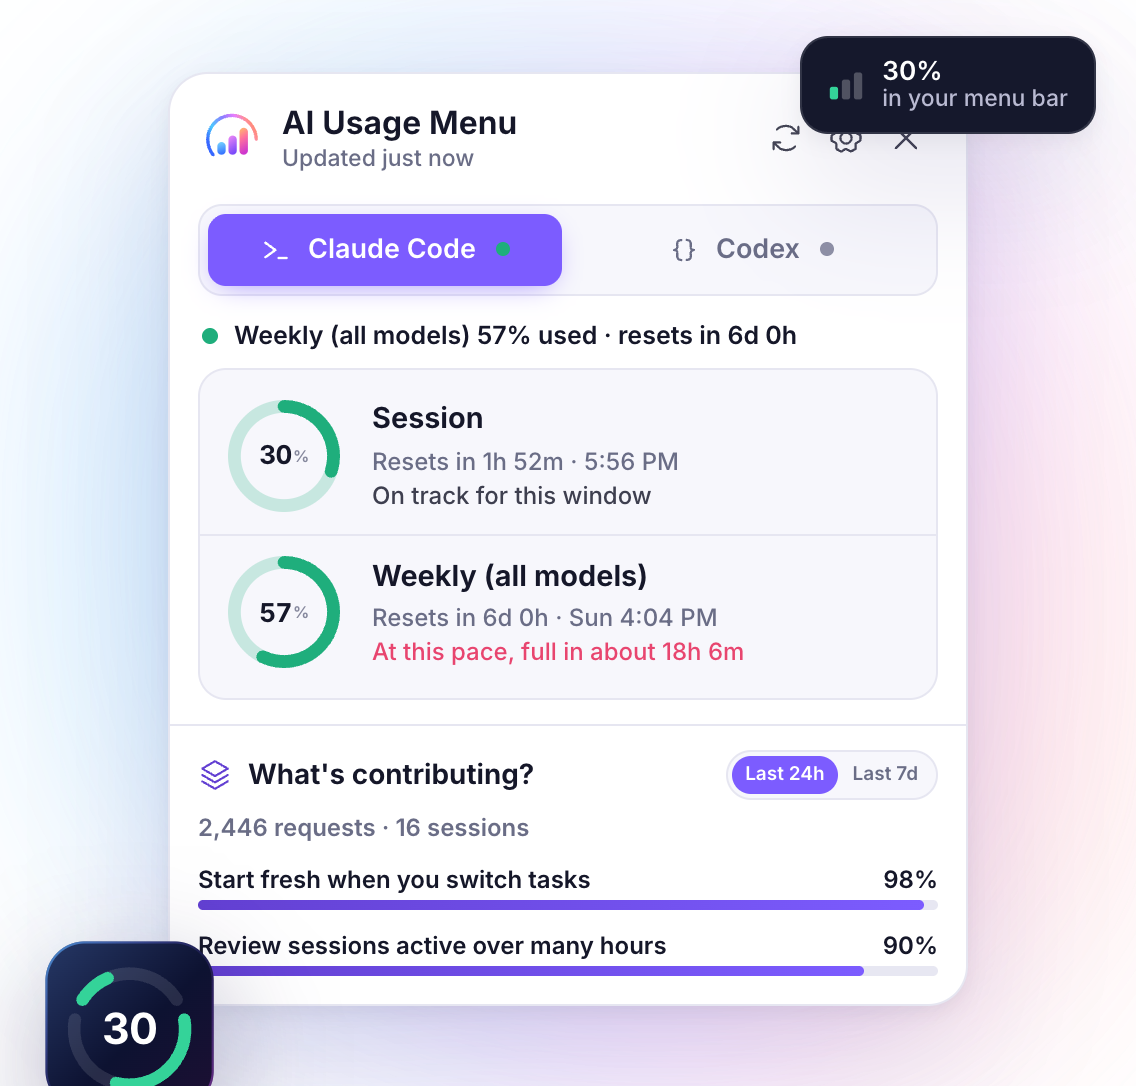 30%
in your menu bar
AI Usage Menu
Updated just now
>_ Claude Code
{} Codex
Weekly (all models) 57% used · resets in 6d 0h
30%
Session
Resets in 1h 52m · 5:56 PM
On track for this window
57%
Weekly (all models)
Resets in 6d 0h · Sun 4:04 PM
At this pace, full in about 18h 6m
What's contributing?
Last 24h
Last 7d
2,446 requests · 16 sessions
Start fresh when you switch tasks 98%
Review sessions active over many hours 90%
30